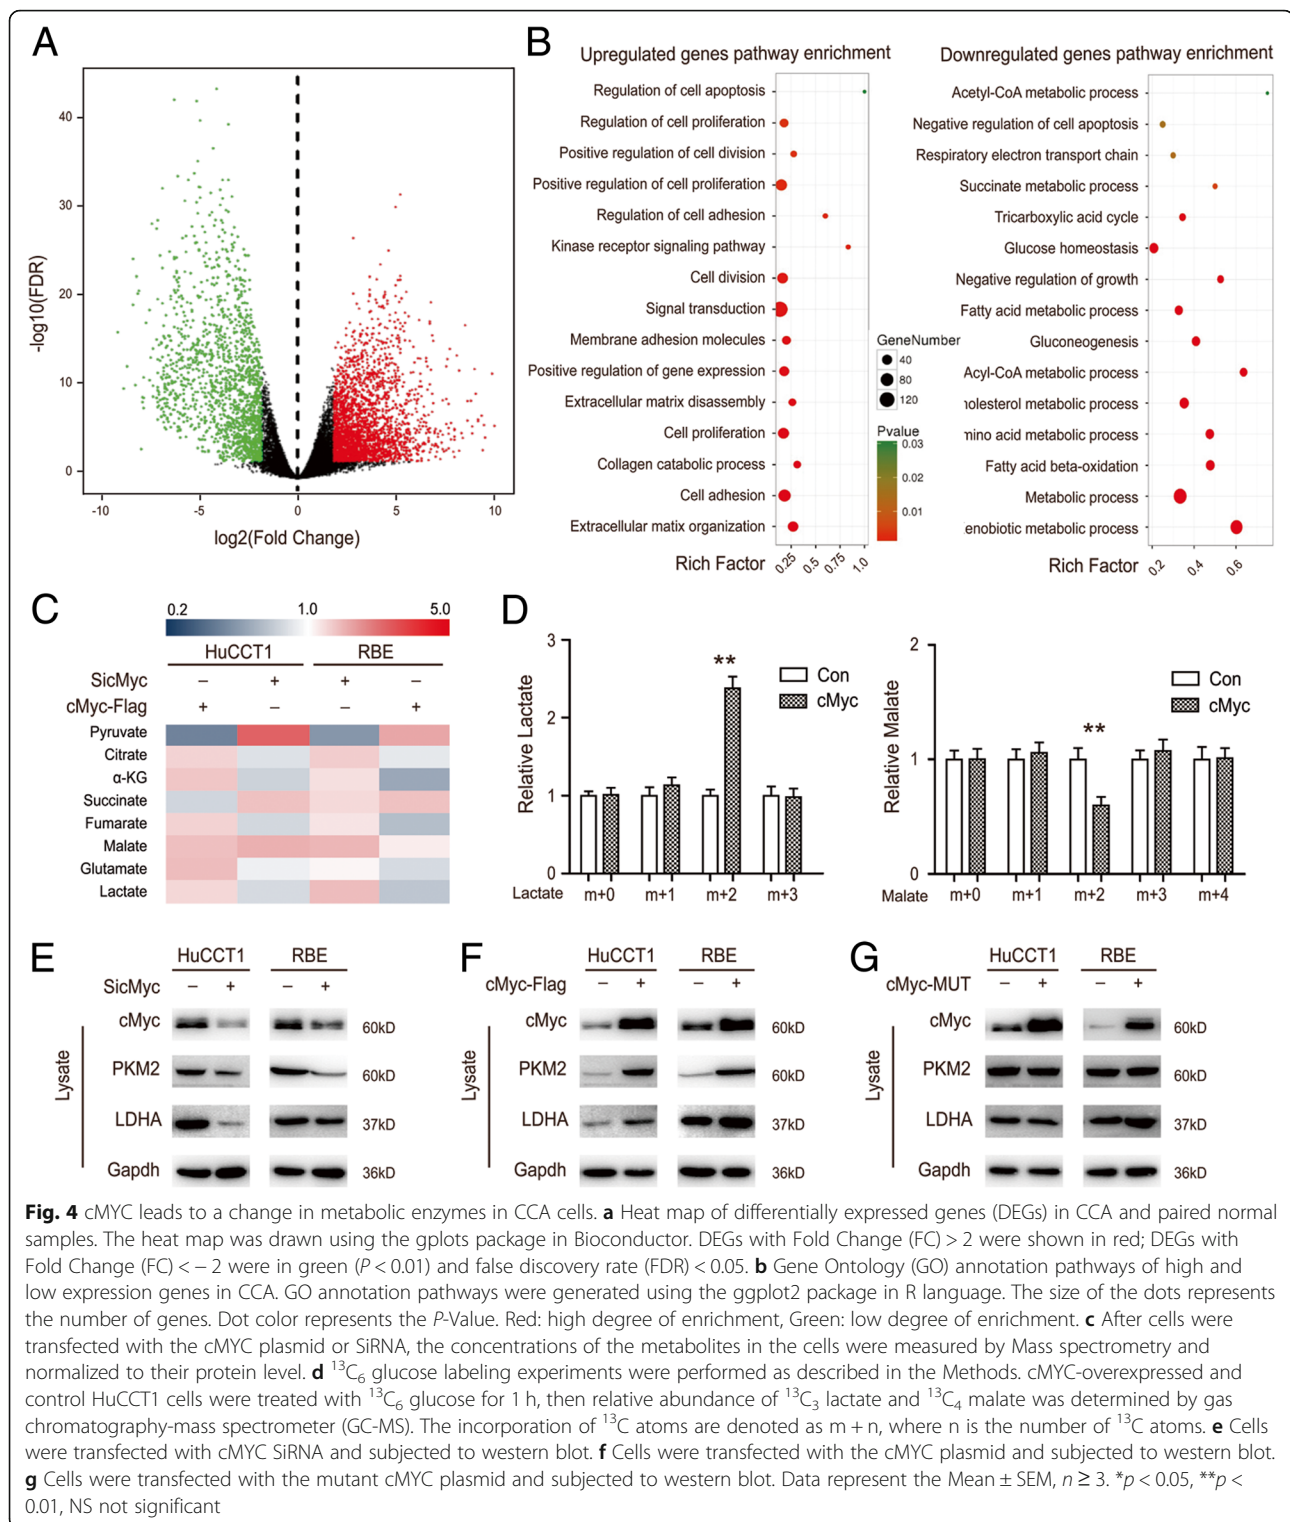 A
40
30
20
10
0
-log10(FDR)
-10
-5
0
5
10
log2(Fold Change)
B
Upregulated genes pathway enrichment
Regulation of cell apoptosis
Regulation of cell proliferation
Positive regulation of cell division
Positive regulation of cell proliferation
Regulation of cell adhesion
Kinase receptor signaling pathway
Cell division
Signal transduction
Membrane adhesion molecules
Positive regulation of gene expression
Extracellular matrix disassembly
Cell proliferation
Collagen catabolic process
Cell adhesion
Extracellular matix organization
Rich Factor
0.25
0.5
0.75
1.0
GeneNumber
40
80
120
Pvalue
0.03
0.02
0.01
Downregulated genes pathway enrichment
Acetyl-CoA metabolic process
Negative regulation of cell apoptosis
Respiratory electron transport chain
Succinate metabolic process
Tricarboxylic acid cycle
Glucose homeostasis
Negative regulation of growth
Fatty acid metabolic process
Gluconeogenesis
Acyl-CoA metabolic process
holesterol metabolic process
mino acid metabolic process
Fatty acid beta-oxidation
Metabolic process
enobiotic metabolic process
Rich Factor
0.2
0.4
0.6
C
0.2 1.0 5.0
HuCCT1 RBE
SicMyc – + + –
cMyc-Flag + – – +
Pyruvate
Citrate
α-KG
Succinate
Fumarate
Malate
Glutamate
Lactate
D
Relative Lactate
3
2
1
0
**
Con
cMyc
Lactate m+0 m+1 m+2 m+3
Relative Malate
2
1
0
**
Con
cMyc
Malate m+0 m+1 m+2 m+3 m+4
E
HuCCT1 RBE
SicMyc – + – +
Lysate
cMyc 60kD
PKM2 60kD
LDHA 37kD
Gapdh 36kD
F
HuCCT1 RBE
cMyc-Flag – + – +
Lysate
cMyc 60kD
PKM2 60kD
LDHA 37kD
Gapdh 36kD
G
HuCCT1 RBE
cMyc-MUT – + – +
Lysate
cMyc 60kD
PKM2 60kD
LDHA 37kD
Gapdh 36kD
Fig. 4 cMYC leads to a change in metabolic enzymes in CCA cells. a Heat map of differentially expressed genes (DEGs) in CCA and paired normal
samples. The heat map was drawn using the gplots package in Bioconductor. DEGs with Fold Change (FC) > 2 were shown in red; DEGs with
Fold Change (FC) < − 2 were in green (P < 0.01) and false discovery rate (FDR) < 0.05. b Gene Ontology (GO) annotation pathways of high and
low expression genes in CCA. GO annotation pathways were generated using the ggplot2 package in R language. The size of the dots represents
the number of genes. Dot color represents the P-Value. Red: high degree of enrichment, Green: low degree of enrichment. c After cells were
transfected with the cMYC plasmid or SiRNA, the concentrations of the metabolites in the cells were measured by Mass spectrometry and
normalized to their protein level. d ¹³C₆ glucose labeling experiments were performed as described in the Methods. cMYC-overexpressed and
control HuCCT1 cells were treated with ¹³C₆ glucose for 1 h, then relative abundance of ¹³C₃ lactate and ¹³C₄ malate was determined by gas
chromatography-mass spectrometer (GC-MS). The incorporation of ¹³C atoms are denoted as m + n, where n is the number of ¹³C atoms. e Cells
were transfected with cMYC SiRNA and subjected to western blot. f Cells were transfected with the cMYC plasmid and subjected to western blot.
g Cells were transfected with the mutant cMYC plasmid and subjected to western blot. Data represent the Mean ± SEM, n ≥ 3. *p < 0.05, **p <
0.01, NS not significant